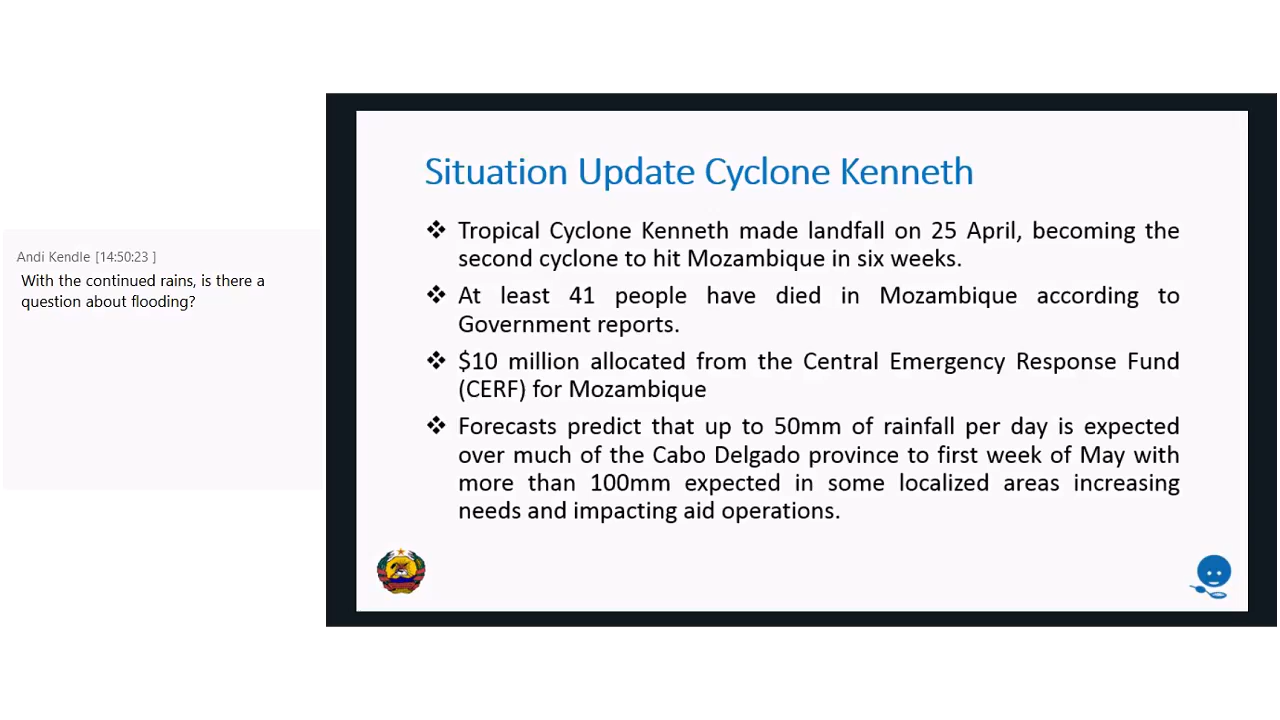 Andi Kendle [14:50:23 ]
With the continued rains, is there a
question about flooding?
Situation Update Cyclone Kenneth
❖ Tropical Cyclone Kenneth made landfall on 25 April, becoming the
second cyclone to hit Mozambique in six weeks.
❖ At least 41 people have died in Mozambique according to
Government reports.
❖ $10 million allocated from the Central Emergency Response Fund
(CERF) for Mozambique
❖ Forecasts predict that up to 50mm of rainfall per day is expected
over much of the Cabo Delgado province to first week of May with
more than 100mm expected in some localized areas increasing
needs and impacting aid operations.